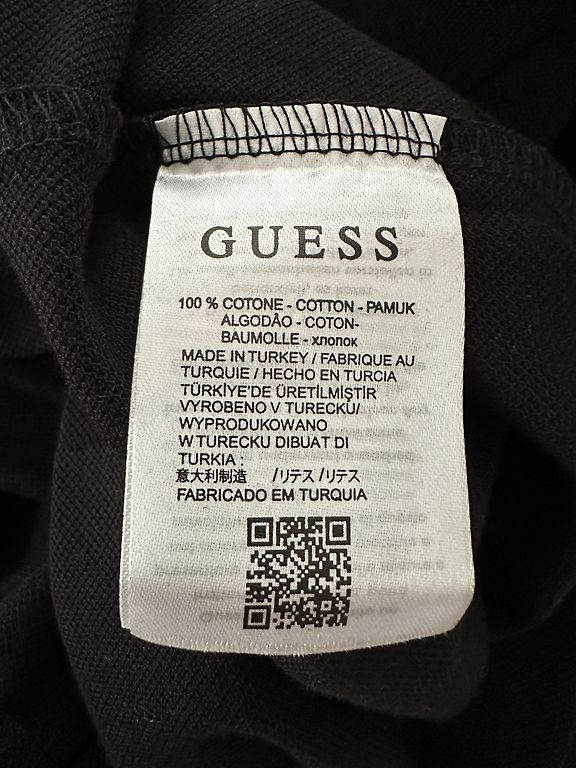 GUESS
100 % COTONE - COTTON - PAMUK
ALGODÂO - COTON-
BAUMOLLE - хлопок
MADE IN TURKEY / FABRIQUE AU
TURQUIE / HECHO EN TURCIA
TÜRKİYE'DE ÜRETİLMİŞTİR
VYROBENO V TURECKU/
WYPRODUKOWANO
W TURECKU DIBUAT DI
TURKIA :
意大利制造 /リテス /リテス
FABRICADO EM TURQUIA